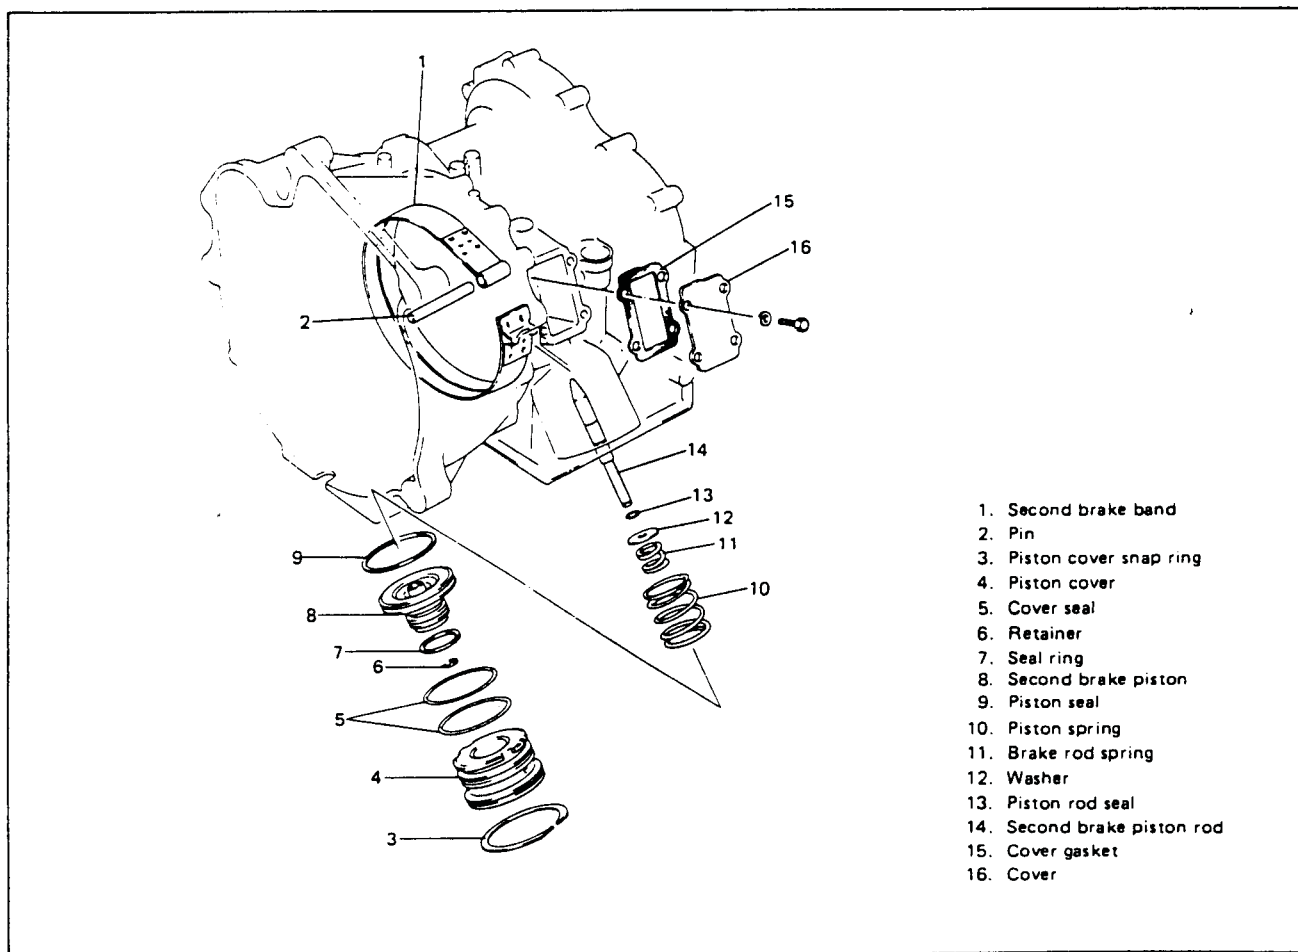 1
15
16
2
14
13
12
11
10
9
8
7
6
5
4
3
1. Second brake band
2. Pin
3. Piston cover snap ring
4. Piston cover
5. Cover seal
6. Retainer
7. Seal ring
8. Second brake piston
9. Piston seal
10. Piston spring
11. Brake rod spring
12. Washer
13. Piston rod seal
14. Second brake piston rod
15. Cover gasket
16. Cover